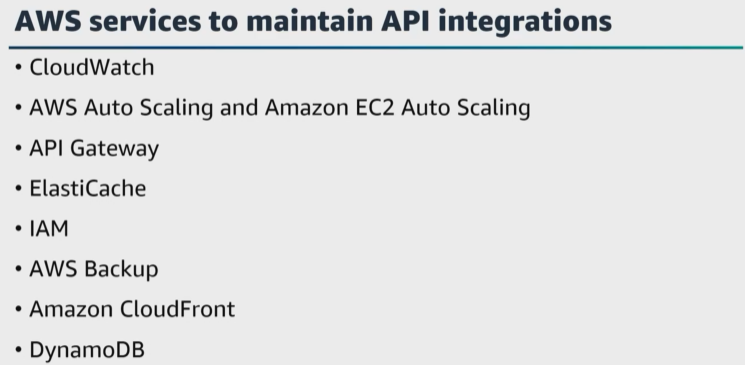 AWS services to maintain API integrations
• CloudWatch
• AWS Auto Scaling and Amazon EC2 Auto Scaling
• API Gateway
• ElastiCache
• IAM
• AWS Backup
• Amazon CloudFront
• DynamoDB